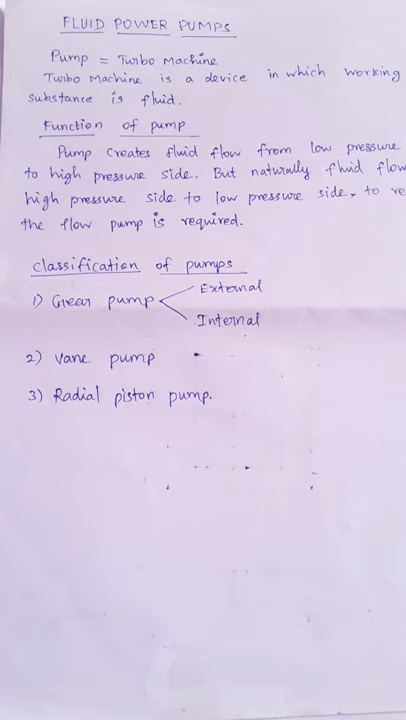 FLUID POWER PUMPS
Pump = Turbo Machine
Turbo Machine is a device in which working
substance is fluid.
Function of pump
Pump creates fluid flow from low pressure
to high pressure side. But naturally fluid flow
high pressure side to low pressure side, to re
the flow pump is required.
classification of pumps
1) Gear pump
External
Internal
2) Vane pump
3) Radial piston pump.